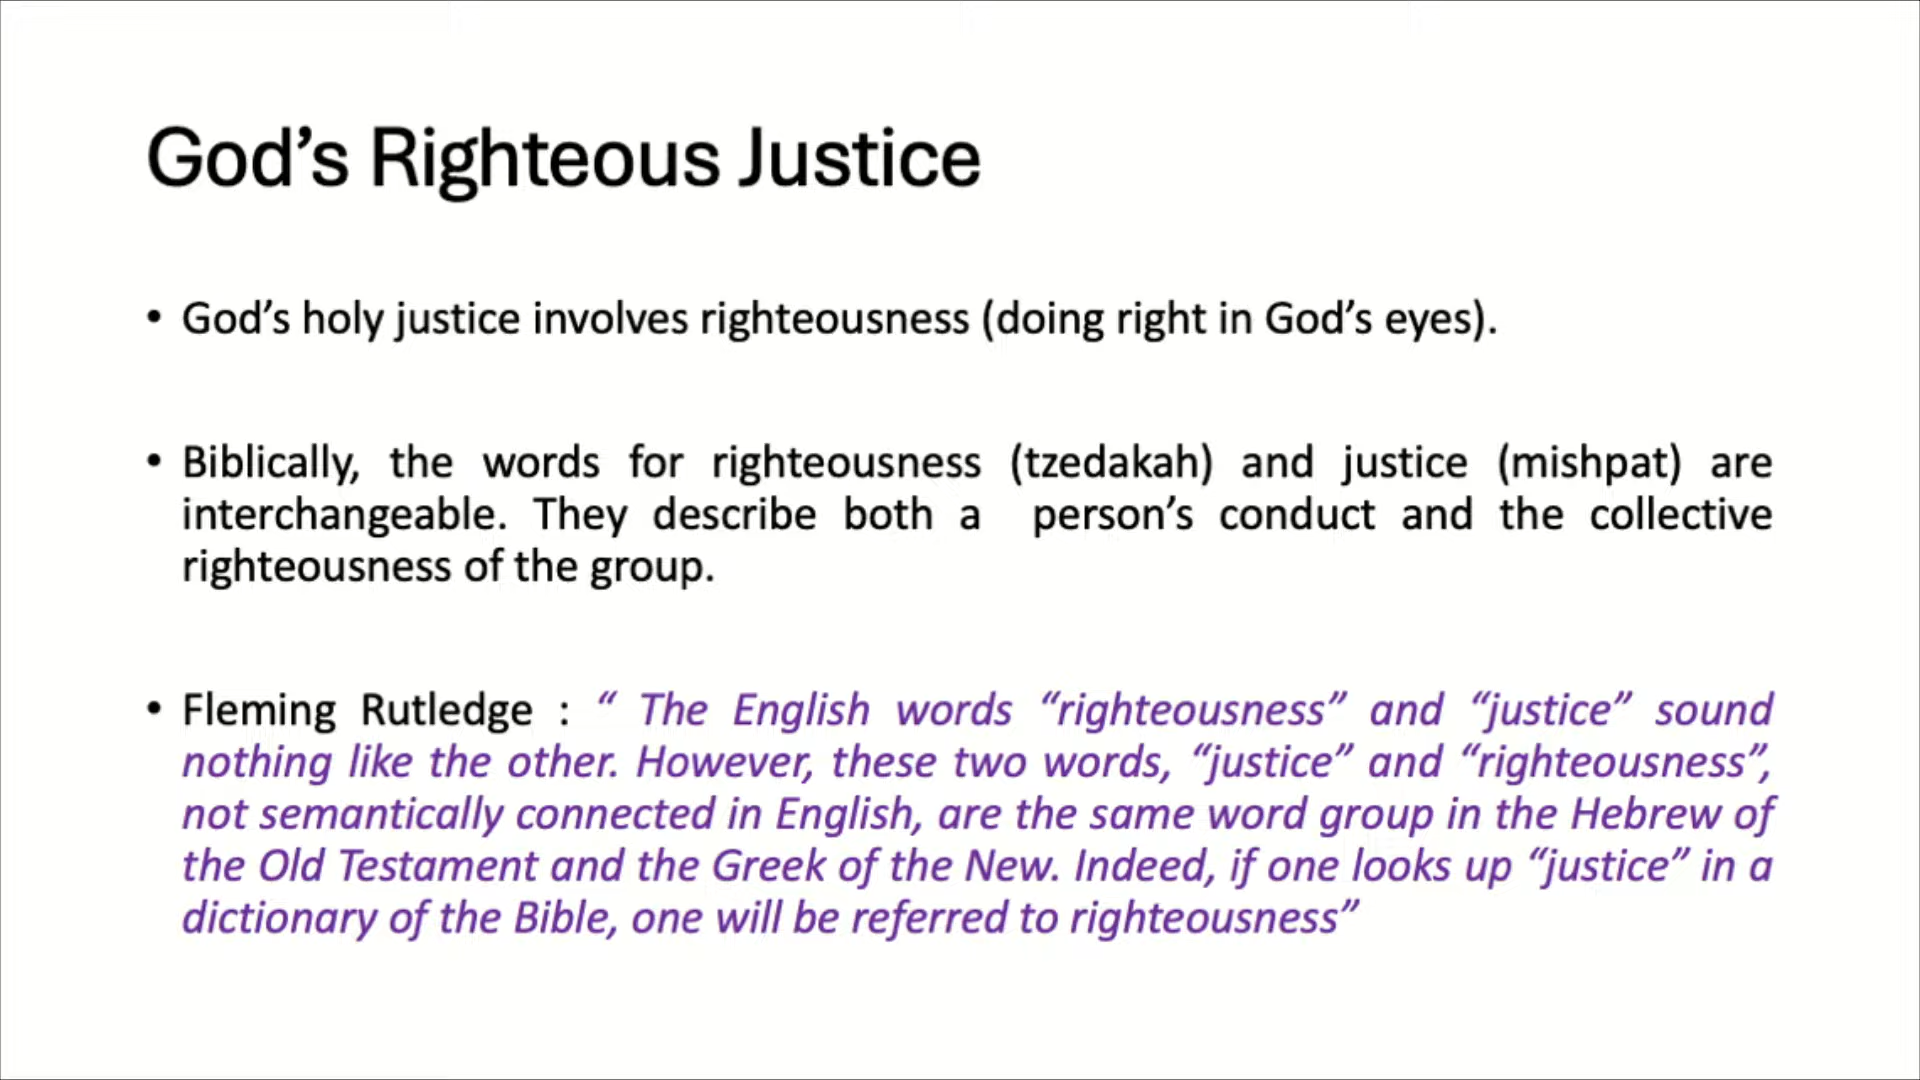 God’s Righteous Justice
• God’s holy justice involves righteousness (doing right in God’s eyes).
• Biblically, the words for righteousness (tzedakah) and justice (mishpat) are
interchangeable. They describe both a person’s conduct and the collective
righteousness of the group.
• Fleming Rutledge : “ The English words “righteousness” and “justice” sound
nothing like the other. However, these two words, “justice” and “righteousness”,
not semantically connected in English, are the same word group in the Hebrew of
the Old Testament and the Greek of the New. Indeed, if one looks up “justice” in a
dictionary of the Bible, one will be referred to righteousness”